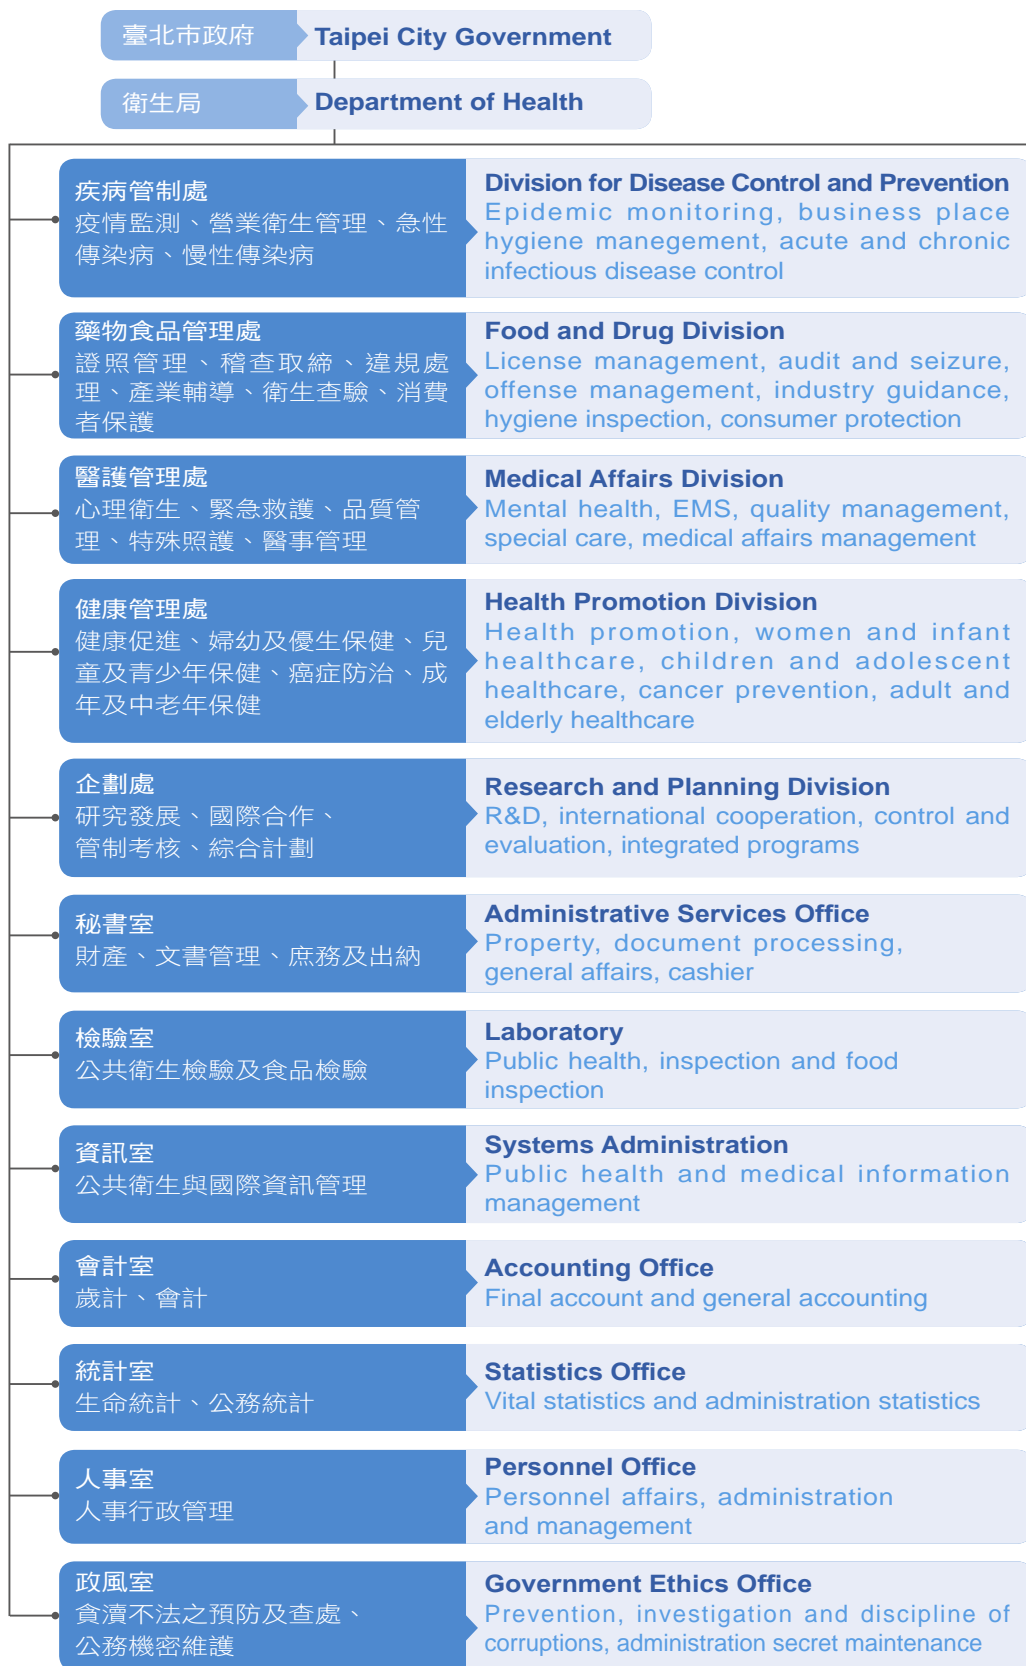 臺北市政府
Taipei City Government
衛生局
Department of Health
疾病管制處
疫情監測、營業衛生管理、急性
傳染病、慢性傳染病
Division for Disease Control and Prevention
Epidemic monitoring, business place
hygiene manegement, acute and chronic
infectious disease control
藥物食品管理處
證照管理、稽查取締、違規處
理、產業輔導、衛生查驗、消費
者保護
Food and Drug Division
License management, audit and seizure,
offense management, industry guidance,
hygiene inspection, consumer protection
醫護管理處
心理衛生、緊急救護、品質管
理、特殊照護、醫事管理
Medical Affairs Division
Mental health, EMS, quality management,
special care, medical affairs management
健康管理處
健康促進、婦幼及優生保健、兒
童及青少年保健、癌症防治、成
年及中老年保健
Health Promotion Division
Health promotion, women and infant
healthcare, children and adolescent
healthcare, cancer prevention, adult and
elderly healthcare
企劃處
研究發展、國際合作、
管制考核、綜合計劃
Research and Planning Division
R&D, international cooperation, control and
evaluation, integrated programs
秘書室
財產、文書管理、庶務及出納
Administrative Services Office
Property, document processing,
general affairs, cashier
檢驗室
公共衛生檢驗及食品檢驗
Laboratory
Public health, inspection and food
inspection
資訊室
公共衛生與國際資訊管理
Systems Administration
Public health and medical information
management
會計室
歲計、會計
Accounting Office
Final account and general accounting
統計室
生命統計、公務統計
Statistics Office
Vital statistics and administration statistics
人事室
人事行政管理
Personnel Office
Personnel affairs, administration
and management
政風室
貪瀆不法之預防及查處、
公務機密維護
Government Ethics Office
Prevention, investigation and discipline of
corruptions, administration secret maintenance